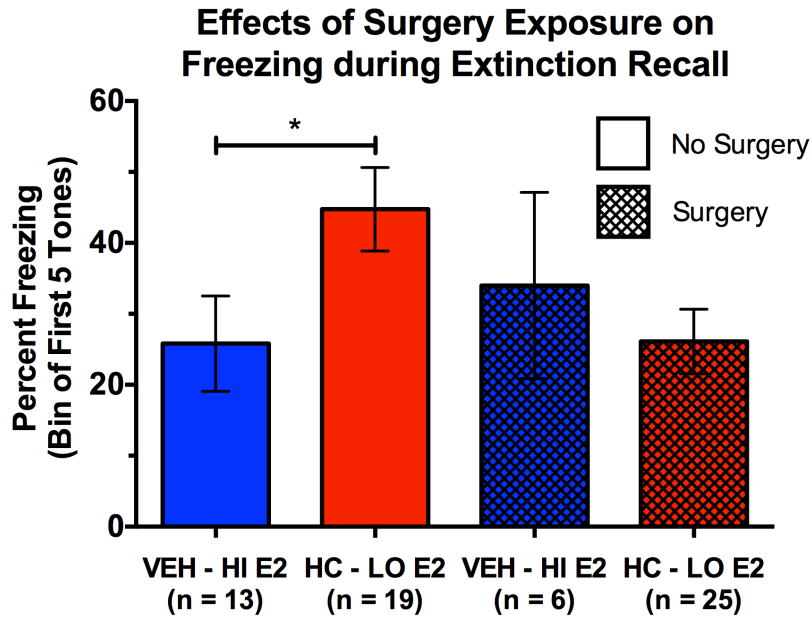 Effects of Surgery Exposure on
Freezing during Extinction Recall
Percent Freezing
(Bin of First 5 Tones)
60
40
20
0
*
No Surgery
Surgery
VEH - HI E2
(n = 13)
HC - LO E2
(n = 19)
VEH - HI E2
(n = 6)
HC - LO E2
(n = 25)